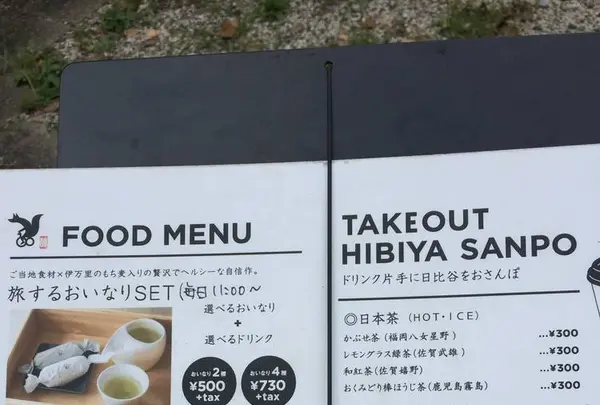 FOOD MENU
ご当地食材×伊万里のもち麦入りの贅沢でヘルシーな自信作。
旅するおいなりSET(毎日11:00〜
選べるおいなり
+
選べるドリンク
おいなり2種
¥500
+tax
おいなり4種
¥730
+tax
TAKEOUT
HIBIYA SANPO
ドリンク片手に日比谷をおさんぽ
◎日本茶 (HOT・ICE)
かぶせ茶(福岡八女星野) ...¥300
レモングラス緑茶(佐賀武雄) ...¥300
和紅茶(佐賀嬉野) ...¥300
おくみどり棒ほうじ茶(鹿児島霧島) ...¥300